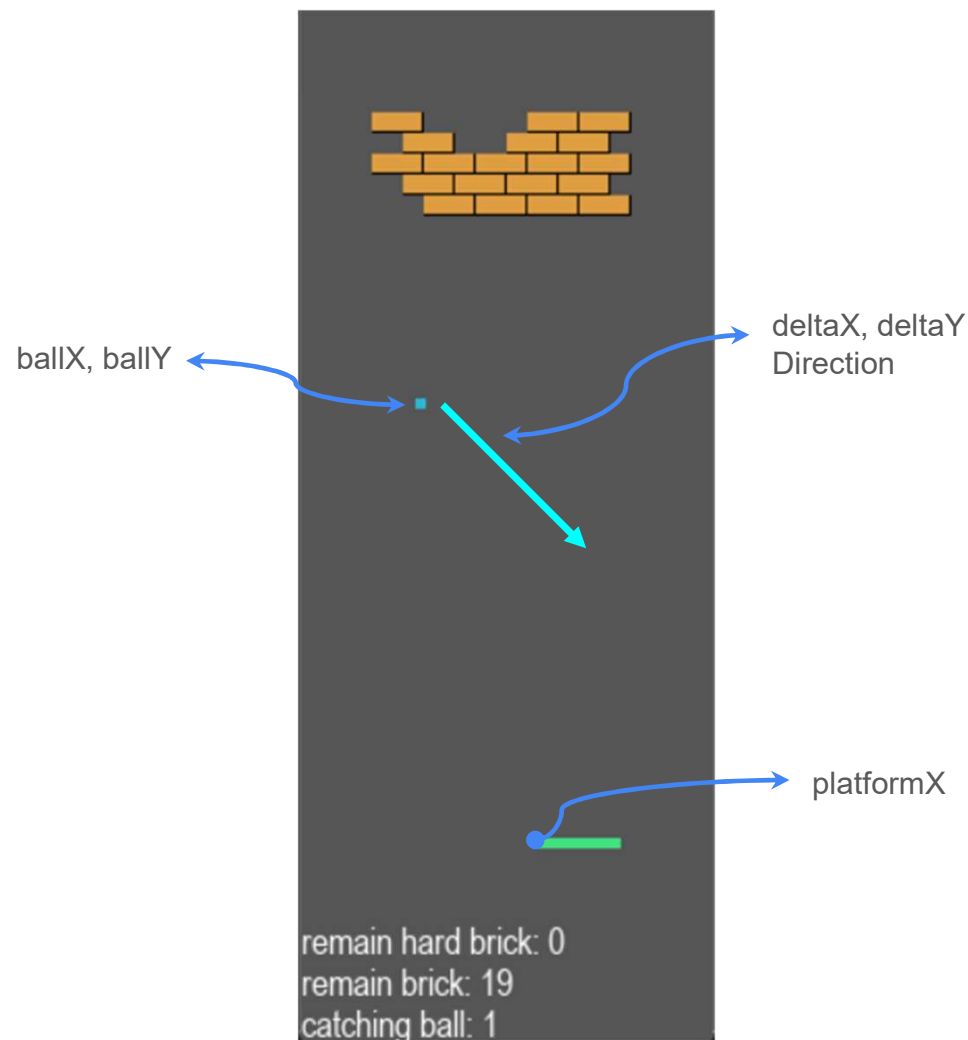 deltaX, deltaY
Direction
ballX, ballY
platformX
remain hard brick: 0
remain brick: 19
catching ball: 1